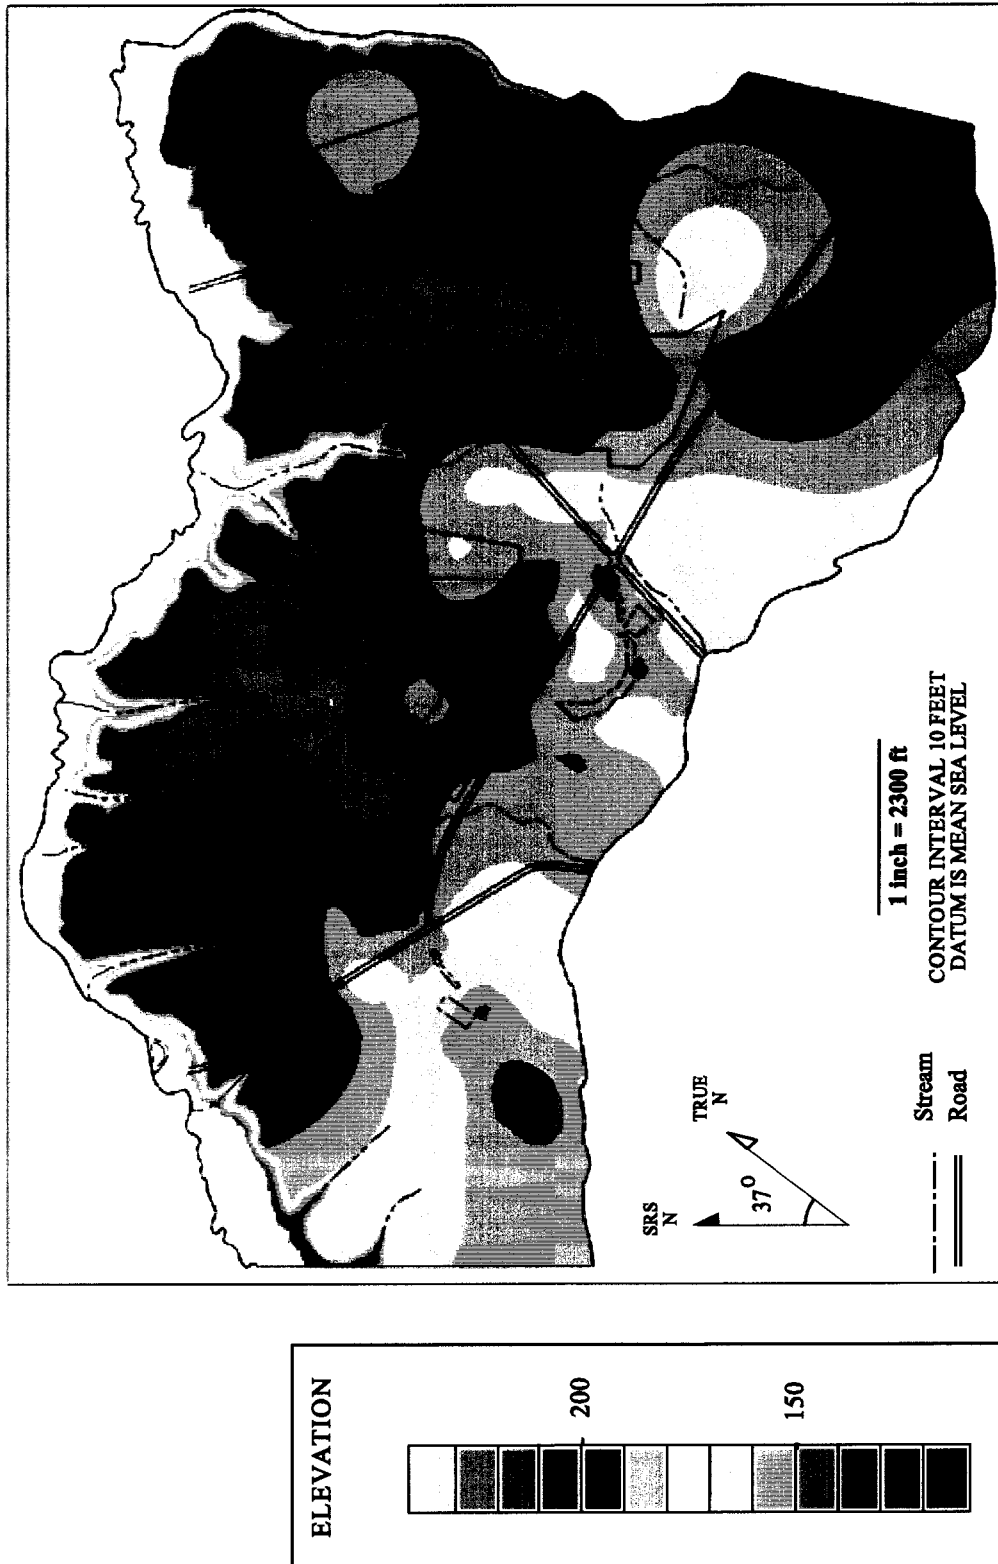 TRUE
N
SRS
N
37°
Stream
Road
1 inch = 2300 ft
CONTOUR INTERVAL 10 FEET
DATUM IS MEAN SEA LEVEL
ELEVATION
200
150